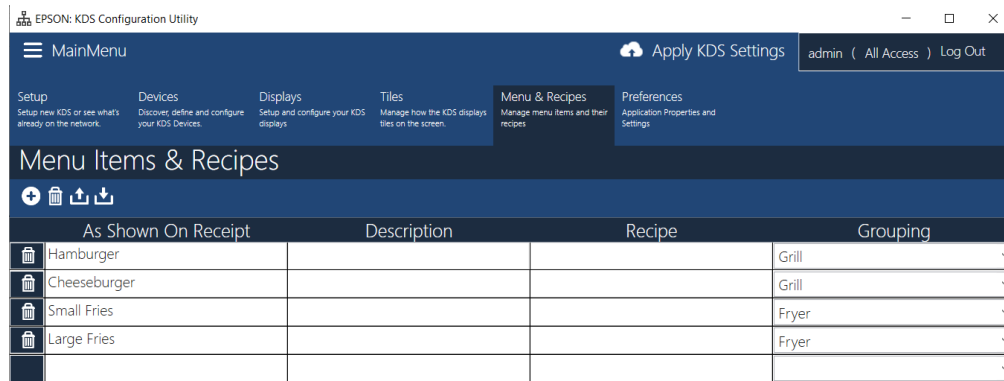 EPSON: KDS Configuration Utility
MainMenu
Apply KDS Settings
admin ( All Access ) Log Out
Setup
Setup new KDS or see what's
already on the network.
Devices
Discover, define and configure
your KDS Devices.
Displays
Setup and configure your KDS
displays
Tiles
Manage how the KDS displays
tiles on the screen.
Menu & Recipes
Manage menu items and their
recipes
Preferences
Application Properties and
Settings
Menu Items & Recipes
As Shown On Receipt Description Recipe Grouping
Hamburger Grill
Cheeseburger Grill
Small Fries Fryer
Large Fries Fryer